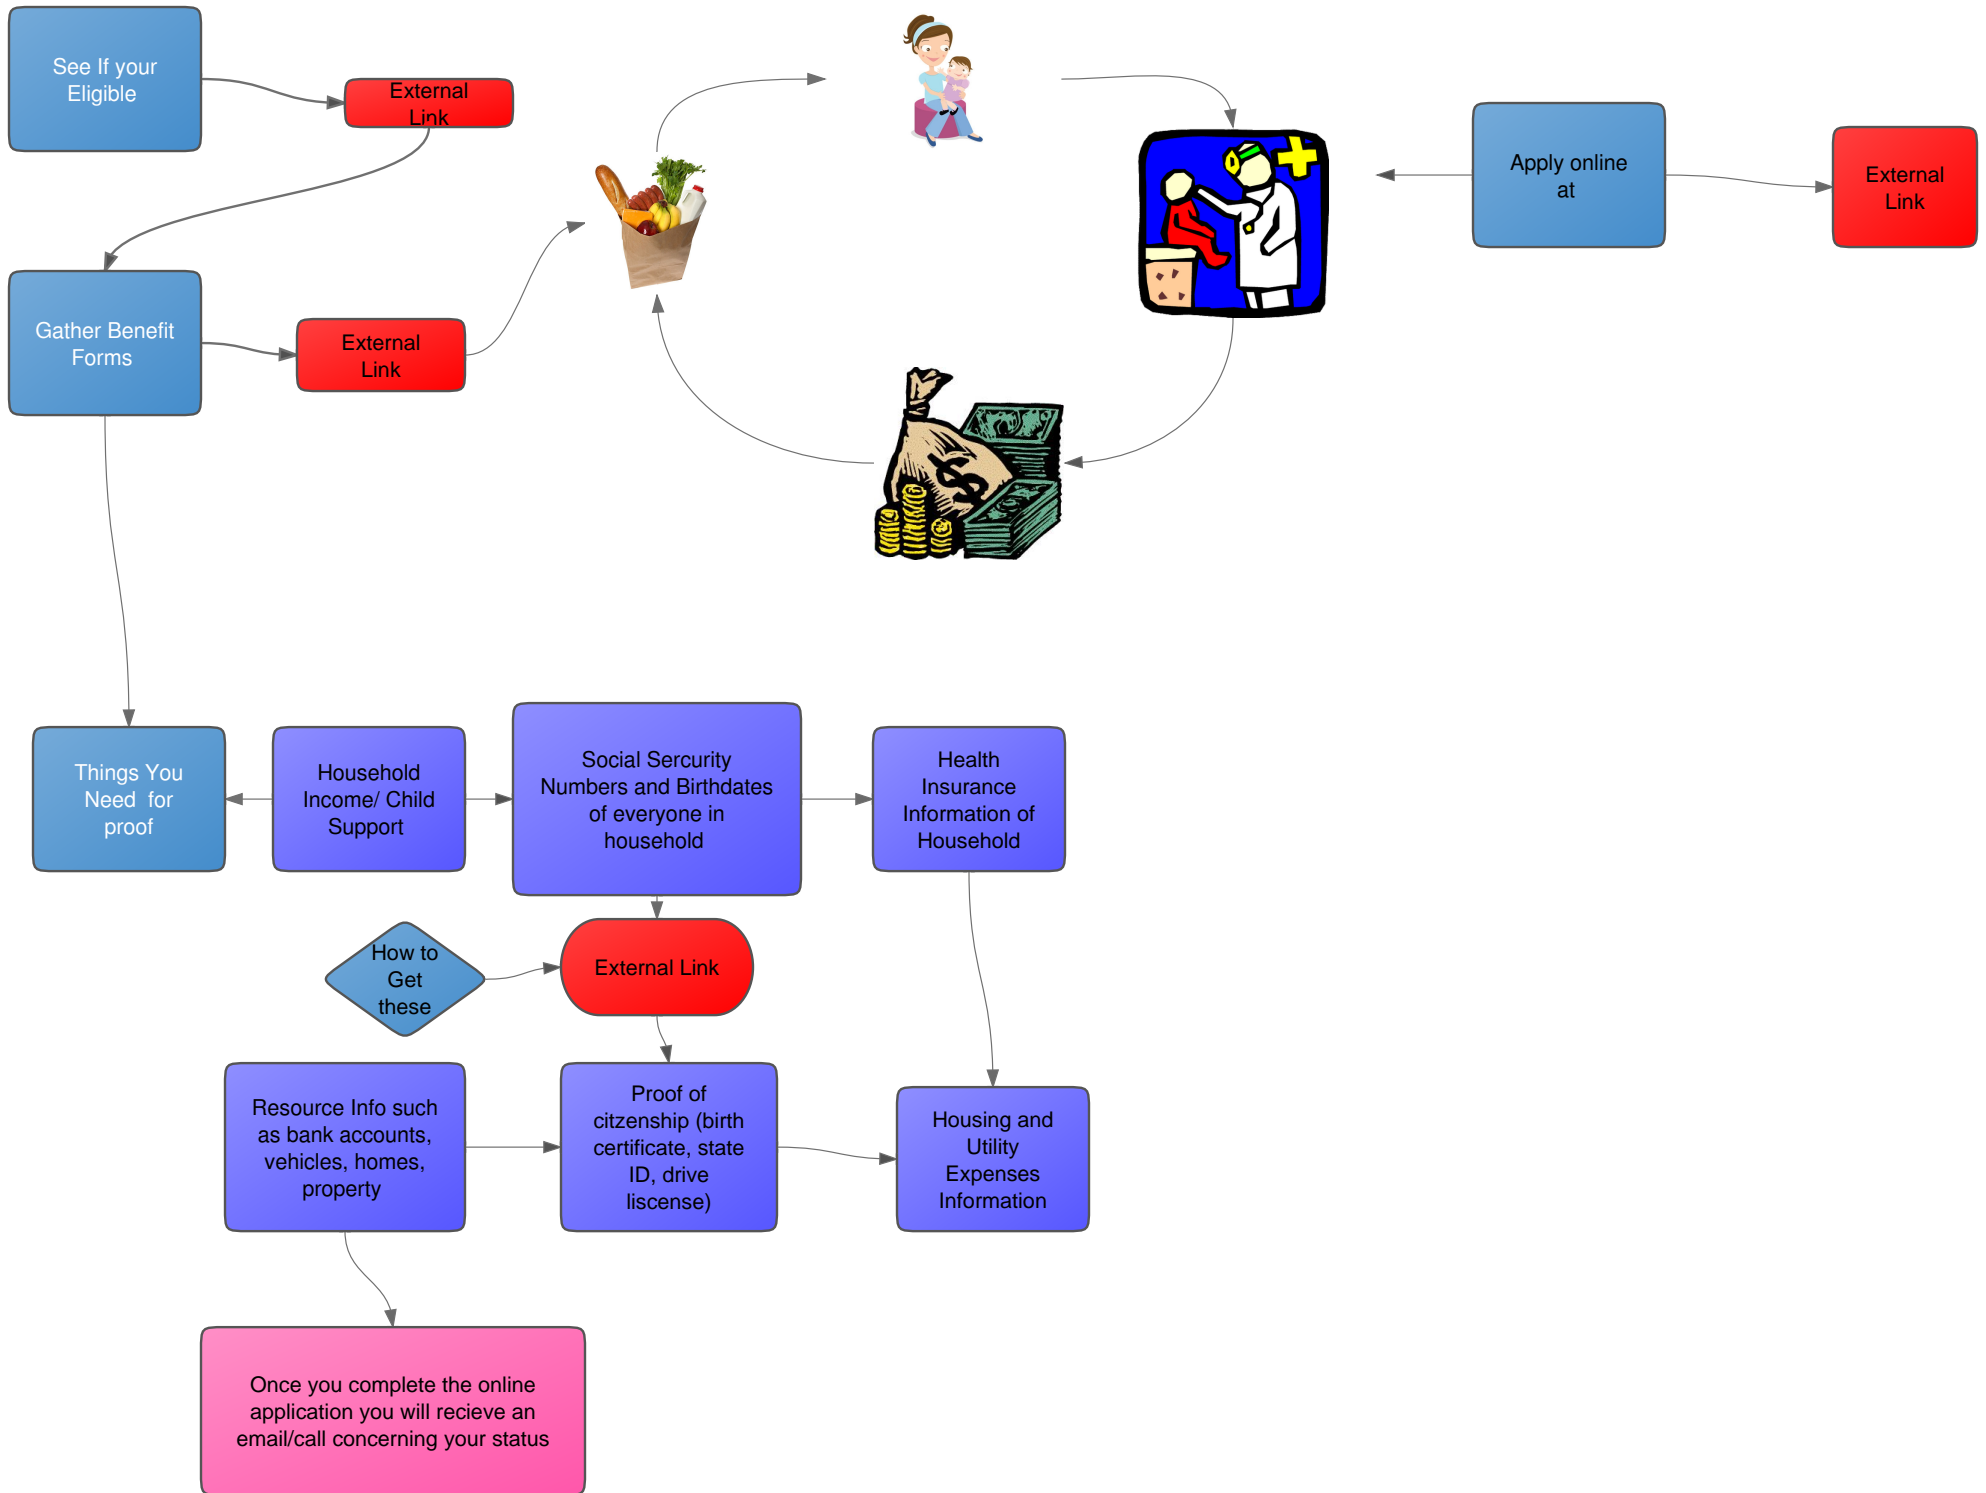 See If your
Eligible
External
Link
Apply online
at
External
Link
Gather Benefit
Forms
External
Link
Things You
Need  for
proof
Household
Income/ Child
Support
Social Sercurity
Numbers and Birthdates
of everyone in
household
Health
Insurance
Information of
Household
How to
Get
these
External Link
Resource Info such
as bank accounts,
vehicles, homes,
property
Proof of
citzenship (birth
certificate, state
ID, drive
liscense)
Housing and
Utility
Expenses
Information
Once you complete the online
application you will recieve an
email/call concerning your status